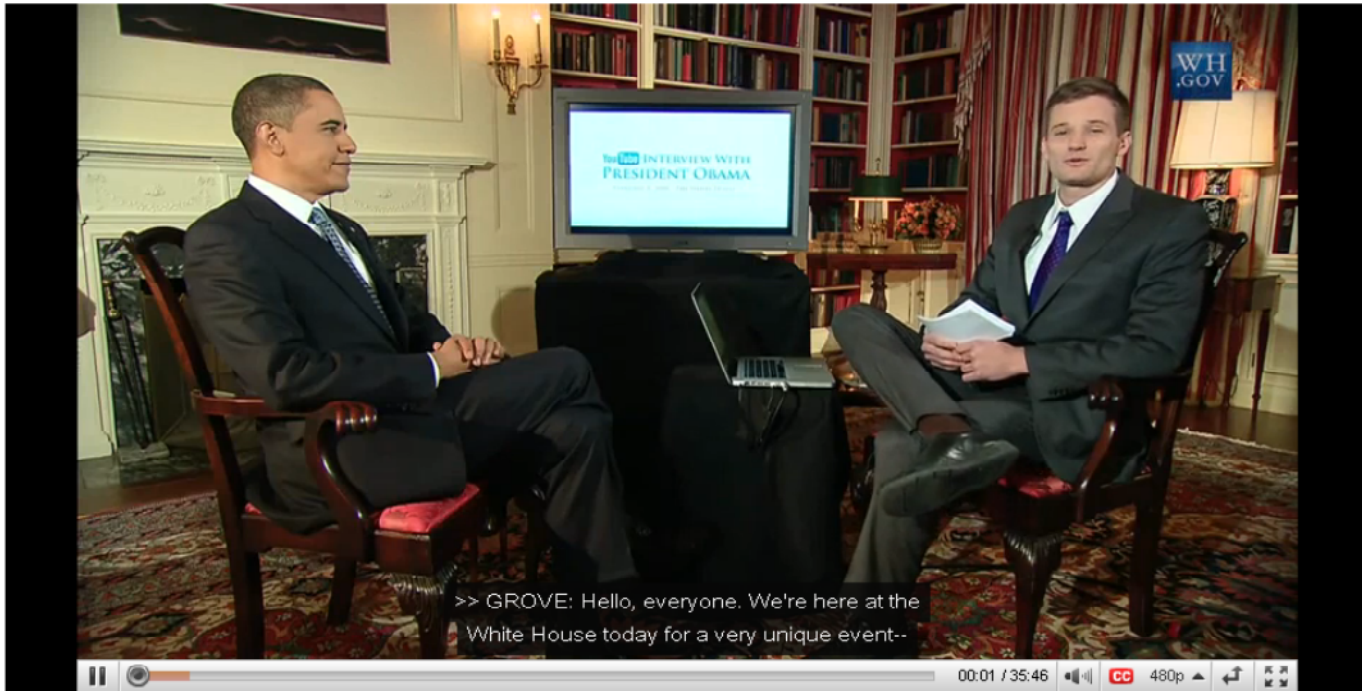 WH
.GOV
YouTube INTERVIEW WITH
PRESIDENT OBAMA
>> GROVE: Hello, everyone. We're here at the
White House today for a very unique event--
00:01 / 35:46
CC
480p